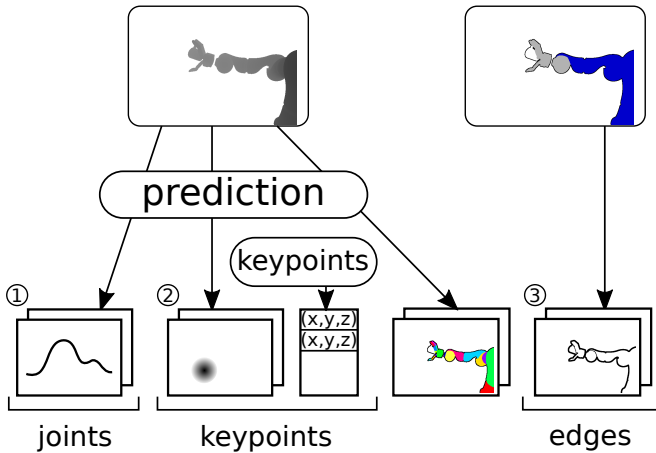 prediction
keypoints
① ② ③
(x,y,z)
(x,y,z)
joints keypoints edges